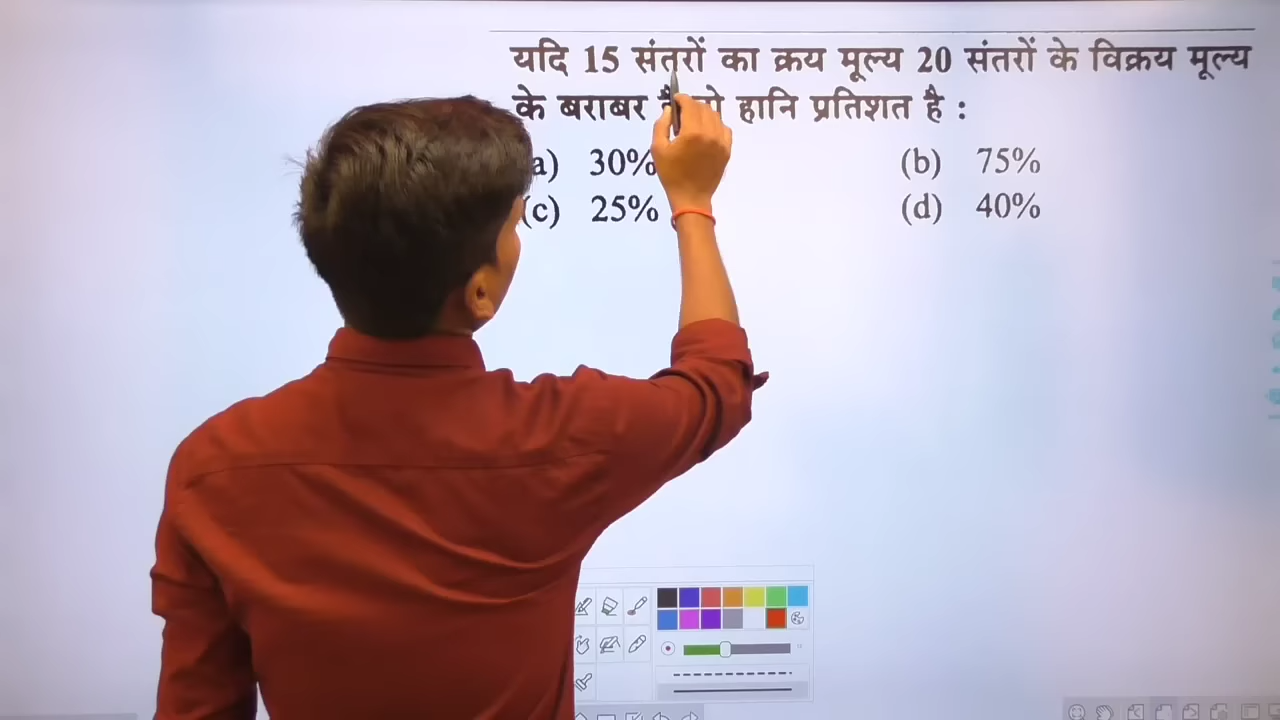 यदि 15 संतरों का क्रय मूल्य 20 संतरों के विक्रय मूल्य
के बराबर है तो हानि प्रतिशत है :
a) 30% (b) 75%
(c) 25% (d) 40%